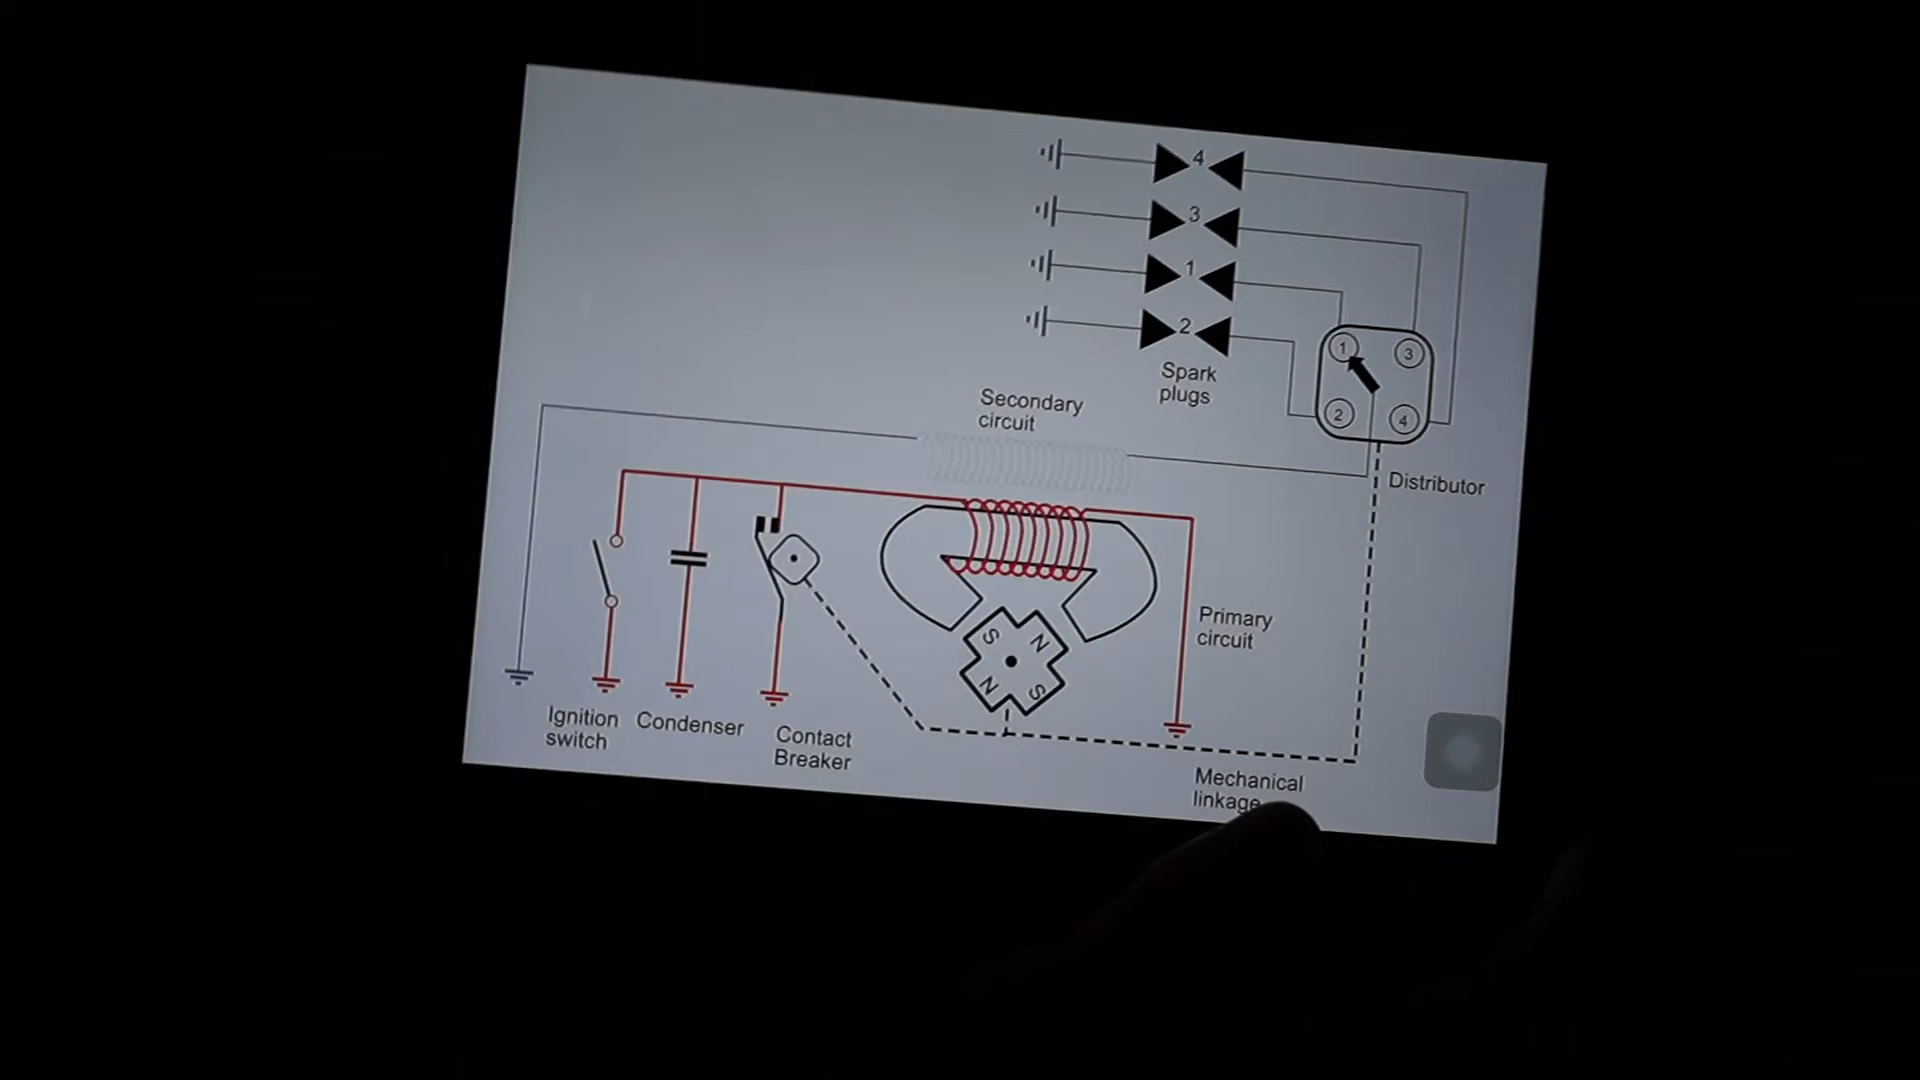 4
3
1
2
Spark
plugs
1
3
2
4
Distributor
Secondary
circuit
S
N
N
S
Primary
circuit
Ignition
switch
Condenser
Contact
Breaker
Mechanical
linkage